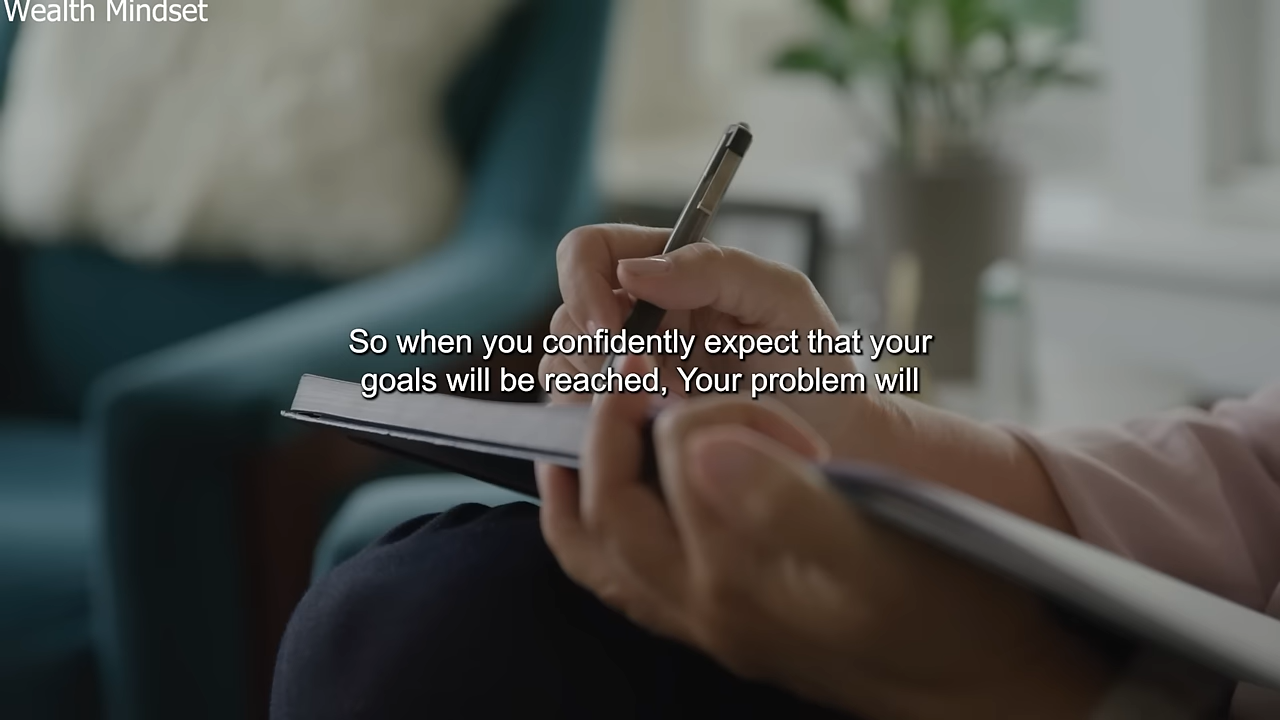 Wealth Mindset
So when you confidently expect that your
goals will be reached, Your problem will